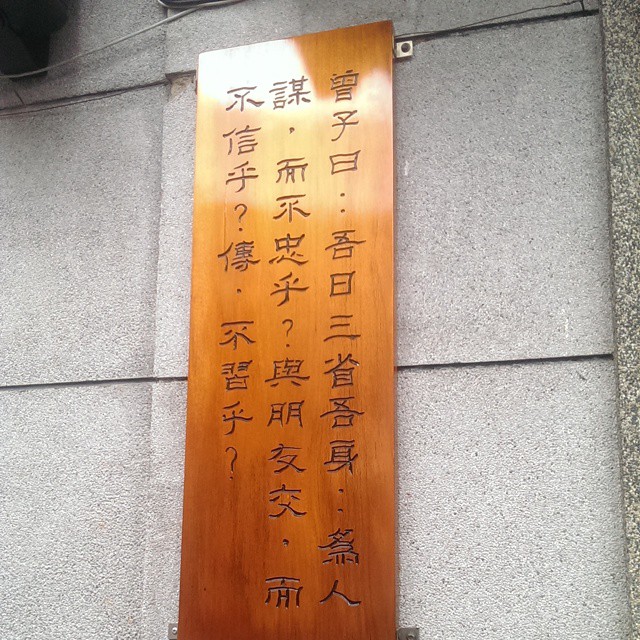 曾子曰：吾日三省吾身：為人
謀，而不忠乎？與朋友交，而
不信乎？傳，不習乎？